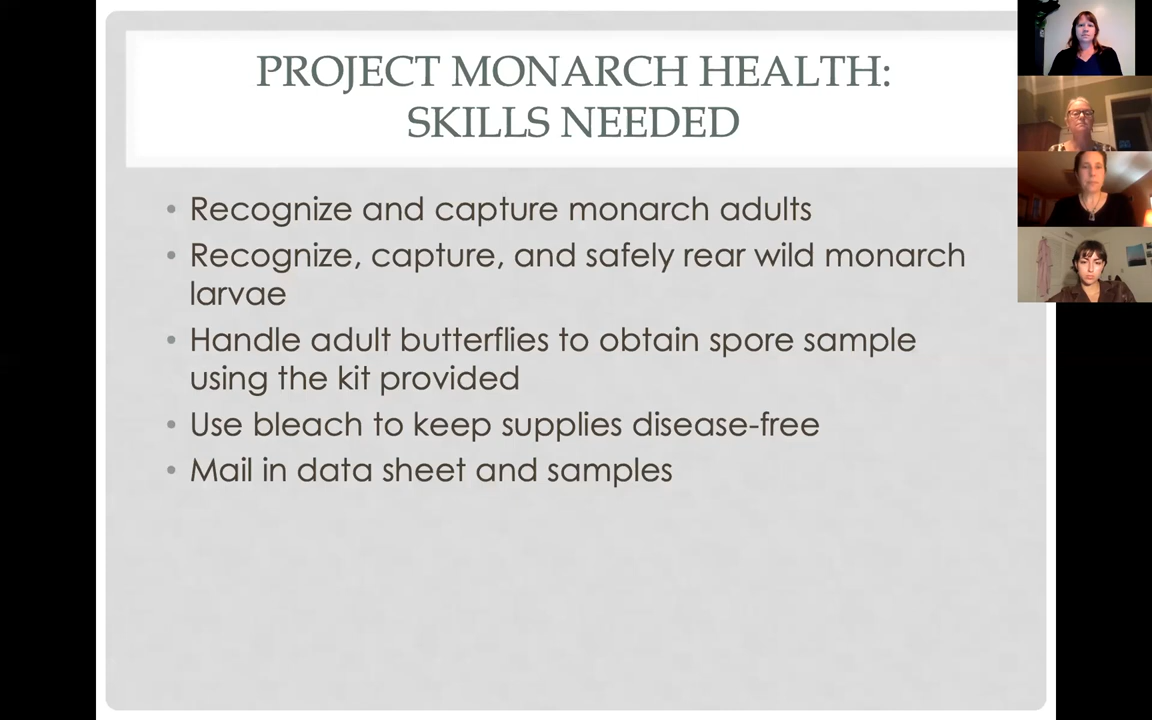 PROJECT MONARCH HEALTH:
SKILLS NEEDED
• Recognize and capture monarch adults
• Recognize, capture, and safely rear wild monarch
larvae
• Handle adult butterflies to obtain spore sample
using the kit provided
• Use bleach to keep supplies disease-free
• Mail in data sheet and samples